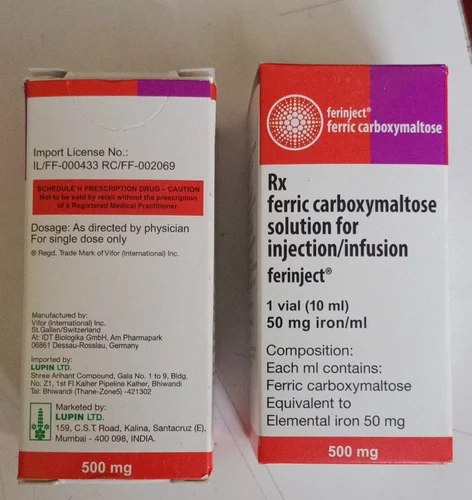 Import License No.:
IL/FF-000433 RC/FF-002069
SCHEDULE H PRESCRIPTION DRUG – CAUTION
Not to be sold by retail without the prescription
of a Registered Medical Practitioner.
Dosage: As directed by physician
For single dose only
® Regd. Trade Mark of Vifor (International) Inc.
Manufactured by:
Vifor (International) Inc.
St.Gallen/Switzerland
At: IDT Biologika GmbH, Am Pharmapark
06861 Dessau-Rosslau, Germany
Imported by:
LUPIN LTD.
Shree Arihant Compound, Gala No. 1 to 9, Bldg,
No. Z1, 1st Fl Kalher Pipeline Kalher, Bhiwandi
Tal: Bhiwandi (Thane-Zone5) -421302
Marketed by:
LUPIN LTD.
159, C.S.T. Road, Kalina, Santacruz (E),
Mumbai - 400 098, INDIA.
500 mg
ferinject®
ferric carboxymaltose
Rx
ferric carboxymaltose
solution for
injection/infusion
ferinject®
1 vial (10 ml)
50 mg iron/ml
Composition:
Each ml contains:
Ferric carboxymaltose
Equivalent to
Elemental iron 50 mg
500 mg